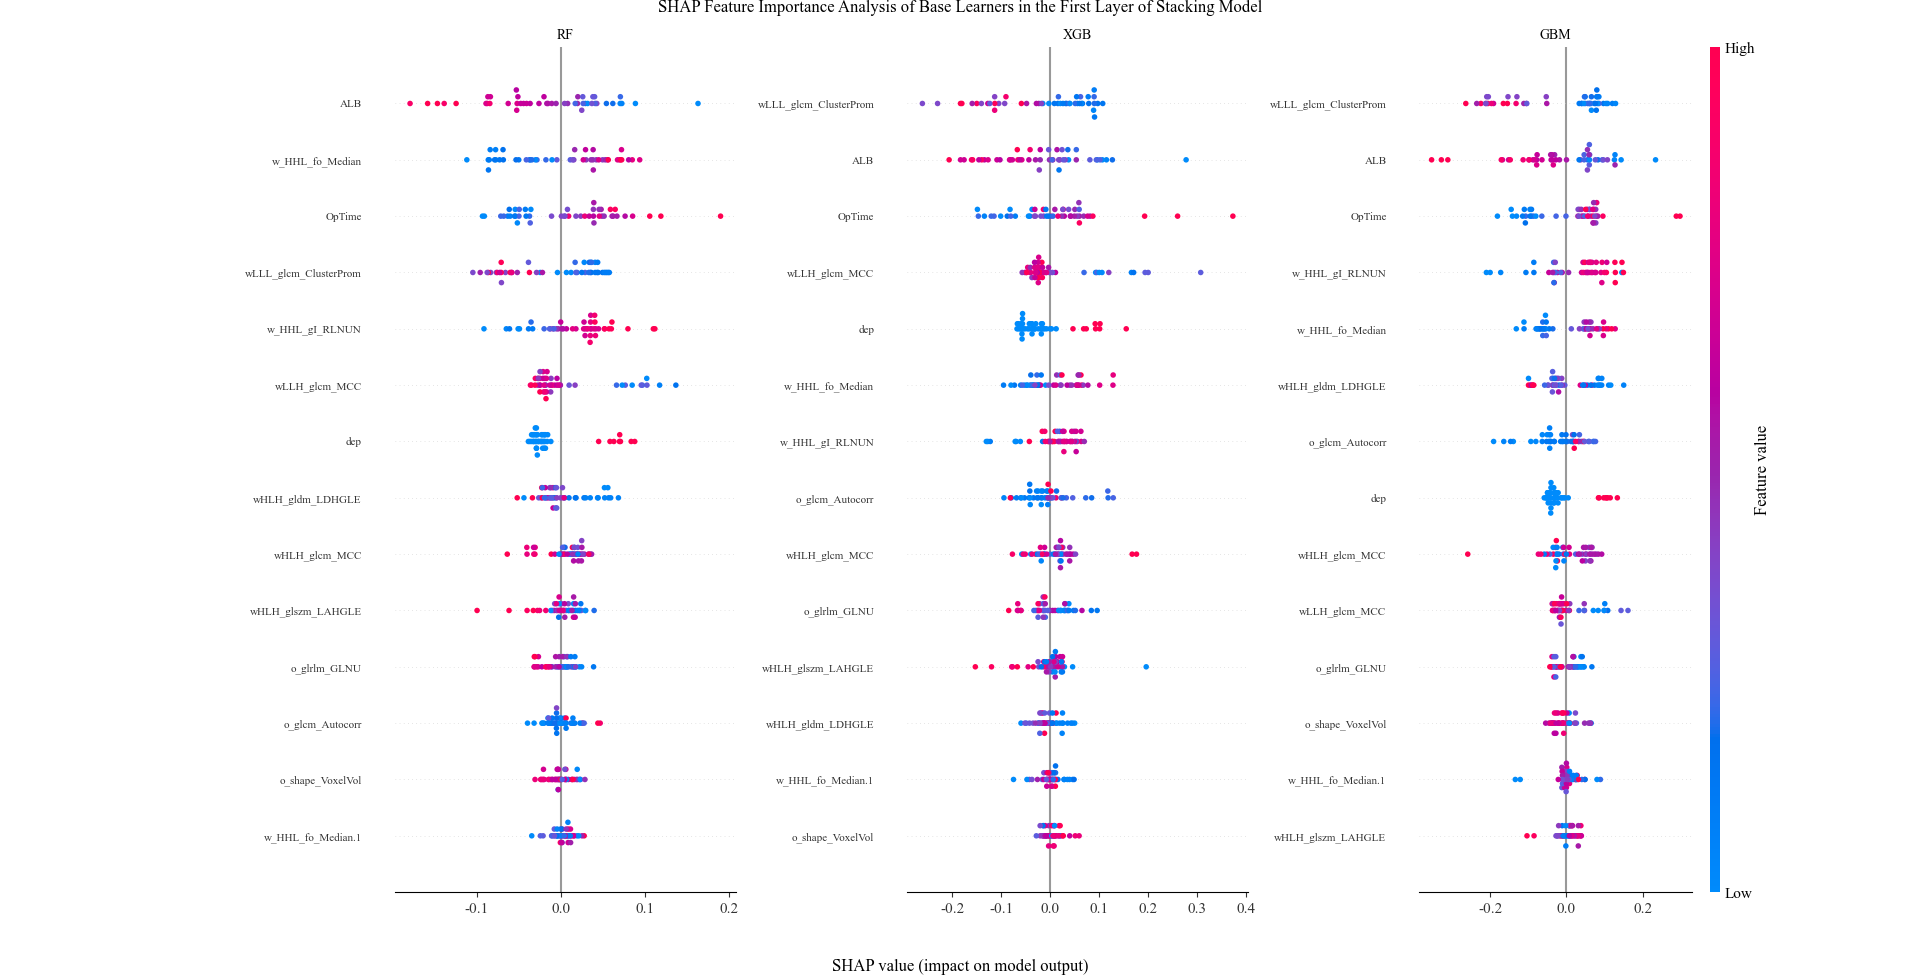 SHAP Feature Importance Analysis of Base Learners in the First Layer of Stacking Model
RF
ALB
w_HHL_fo_Median
OpTime
wLLL_glcm_ClusterProm
w_HHL_gI_RLNUN
wLLH_glcm_MCC
dep
wHLH_gldm_LDHGLE
wHLH_glcm_MCC
wHLH_glszm_LAHGLE
o_glrlm_GLNU
o_glcm_Autocorr
o_shape_VoxelVol
w_HHL_fo_Median.1
-0.1 0.0 0.1 0.2
XGB
wLLL_glcm_ClusterProm
ALB
OpTime
wLLH_glcm_MCC
dep
w_HHL_fo_Median
w_HHL_gI_RLNUN
o_glcm_Autocorr
wHLH_glcm_MCC
o_glrlm_GLNU
wHLH_glszm_LAHGLE
wHLH_gldm_LDHGLE
w_HHL_fo_Median.1
o_shape_VoxelVol
-0.2 -0.1 0.0 0.1 0.2 0.3 0.4
GBM
wLLL_glcm_ClusterProm
ALB
OpTime
w_HHL_gI_RLNUN
w_HHL_fo_Median
wHLH_gldm_LDHGLE
o_glcm_Autocorr
dep
wHLH_glcm_MCC
wLLH_glcm_MCC
o_glrlm_GLNU
o_shape_VoxelVol
w_HHL_fo_Median.1
wHLH_glszm_LAHGLE
-0.2 0.0 0.2
High
Feature value
Low
SHAP value (impact on model output)